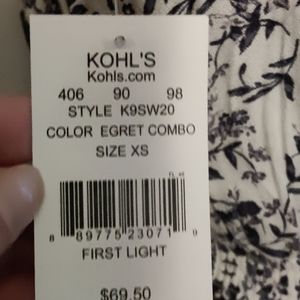 KOHL'S
Kohls.com
406 90 98
STYLE K9SW20
COLOR EGRET COMBO
SIZE XS
8 89775 23071 9
FIRST LIGHT
$69.50